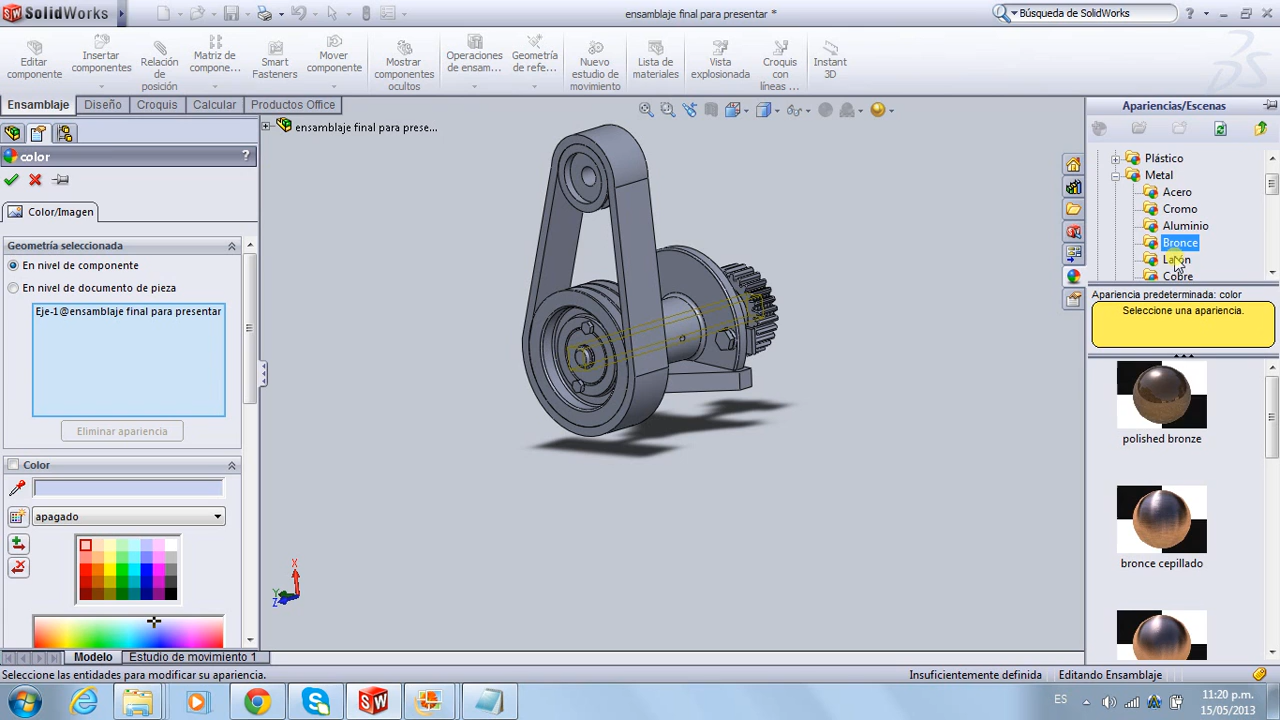 SolidWorks
ensamblaje final para presentar *
Búsqueda de SolidWorks
Editar componente
Insertar componentes
Relación de posición
Matriz de compone...
Smart Fasteners
Mover componente
Mostrar componentes ocultos
Operaciones de ensam...
Geometría de refe...
Nuevo estudio de movimiento
Lista de materiales
Vista explosionada
Croquis con líneas ...
Instant 3D
Ensamblaje
Diseño
Croquis
Calcular
Productos Office
Apariencias/Escenas
ensamblaje final para prese...
color
?
Color/Imagen
Geometría seleccionada
En nivel de componente
En nivel de documento de pieza
Eje-1@ensamblaje final para presentar
Eliminar apariencia
Color
apagado
Plástico
Metal
Acero
Cromo
Aluminio
Bronce
Latón
Cobre
Apariencia predeterminada: color
Seleccione una apariencia.
polished bronze
bronce cepillado
X
Y
Z
Modelo
Estudio de movimiento 1
Seleccione las entidades para modificar su apariencia.
Insuficientemente definida
Editando Ensamblaje
ES
11:20 p.m.
15/05/2013